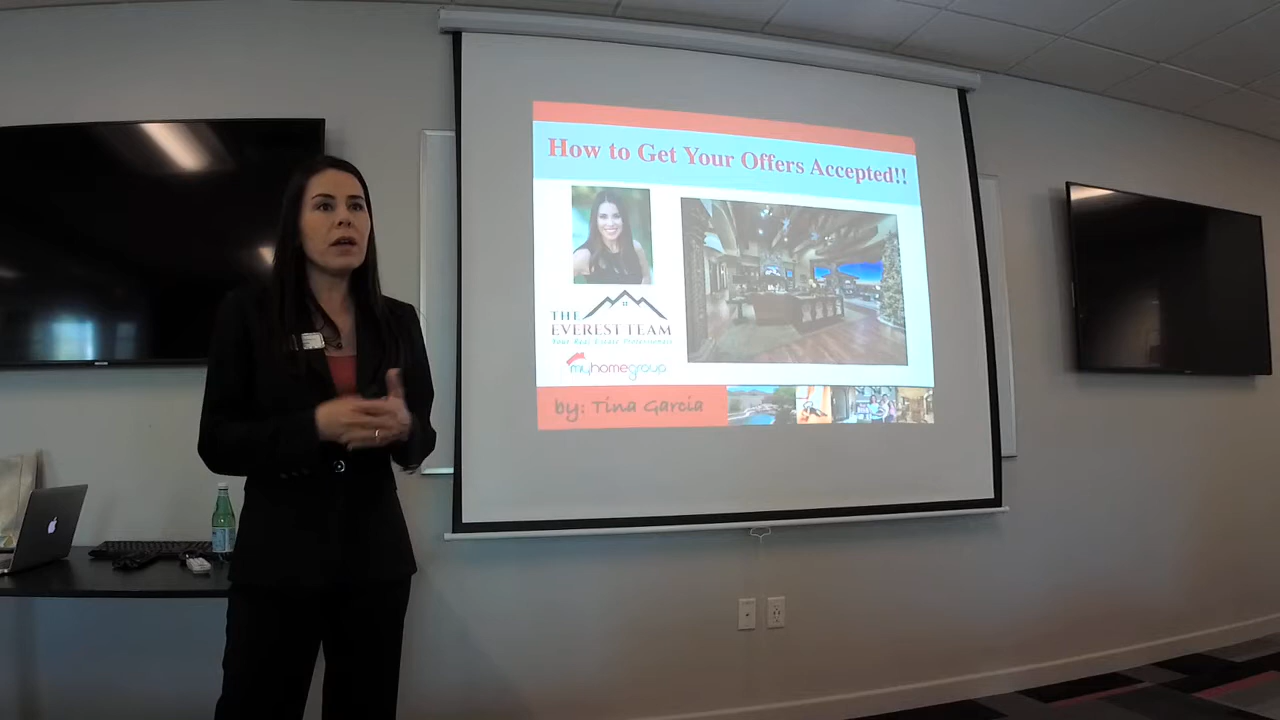 How to Get Your Offers Accepted!!
THE
EVEREST TEAM
Your Real Estate Professionals
myhomegroup
by: Tina Garcia